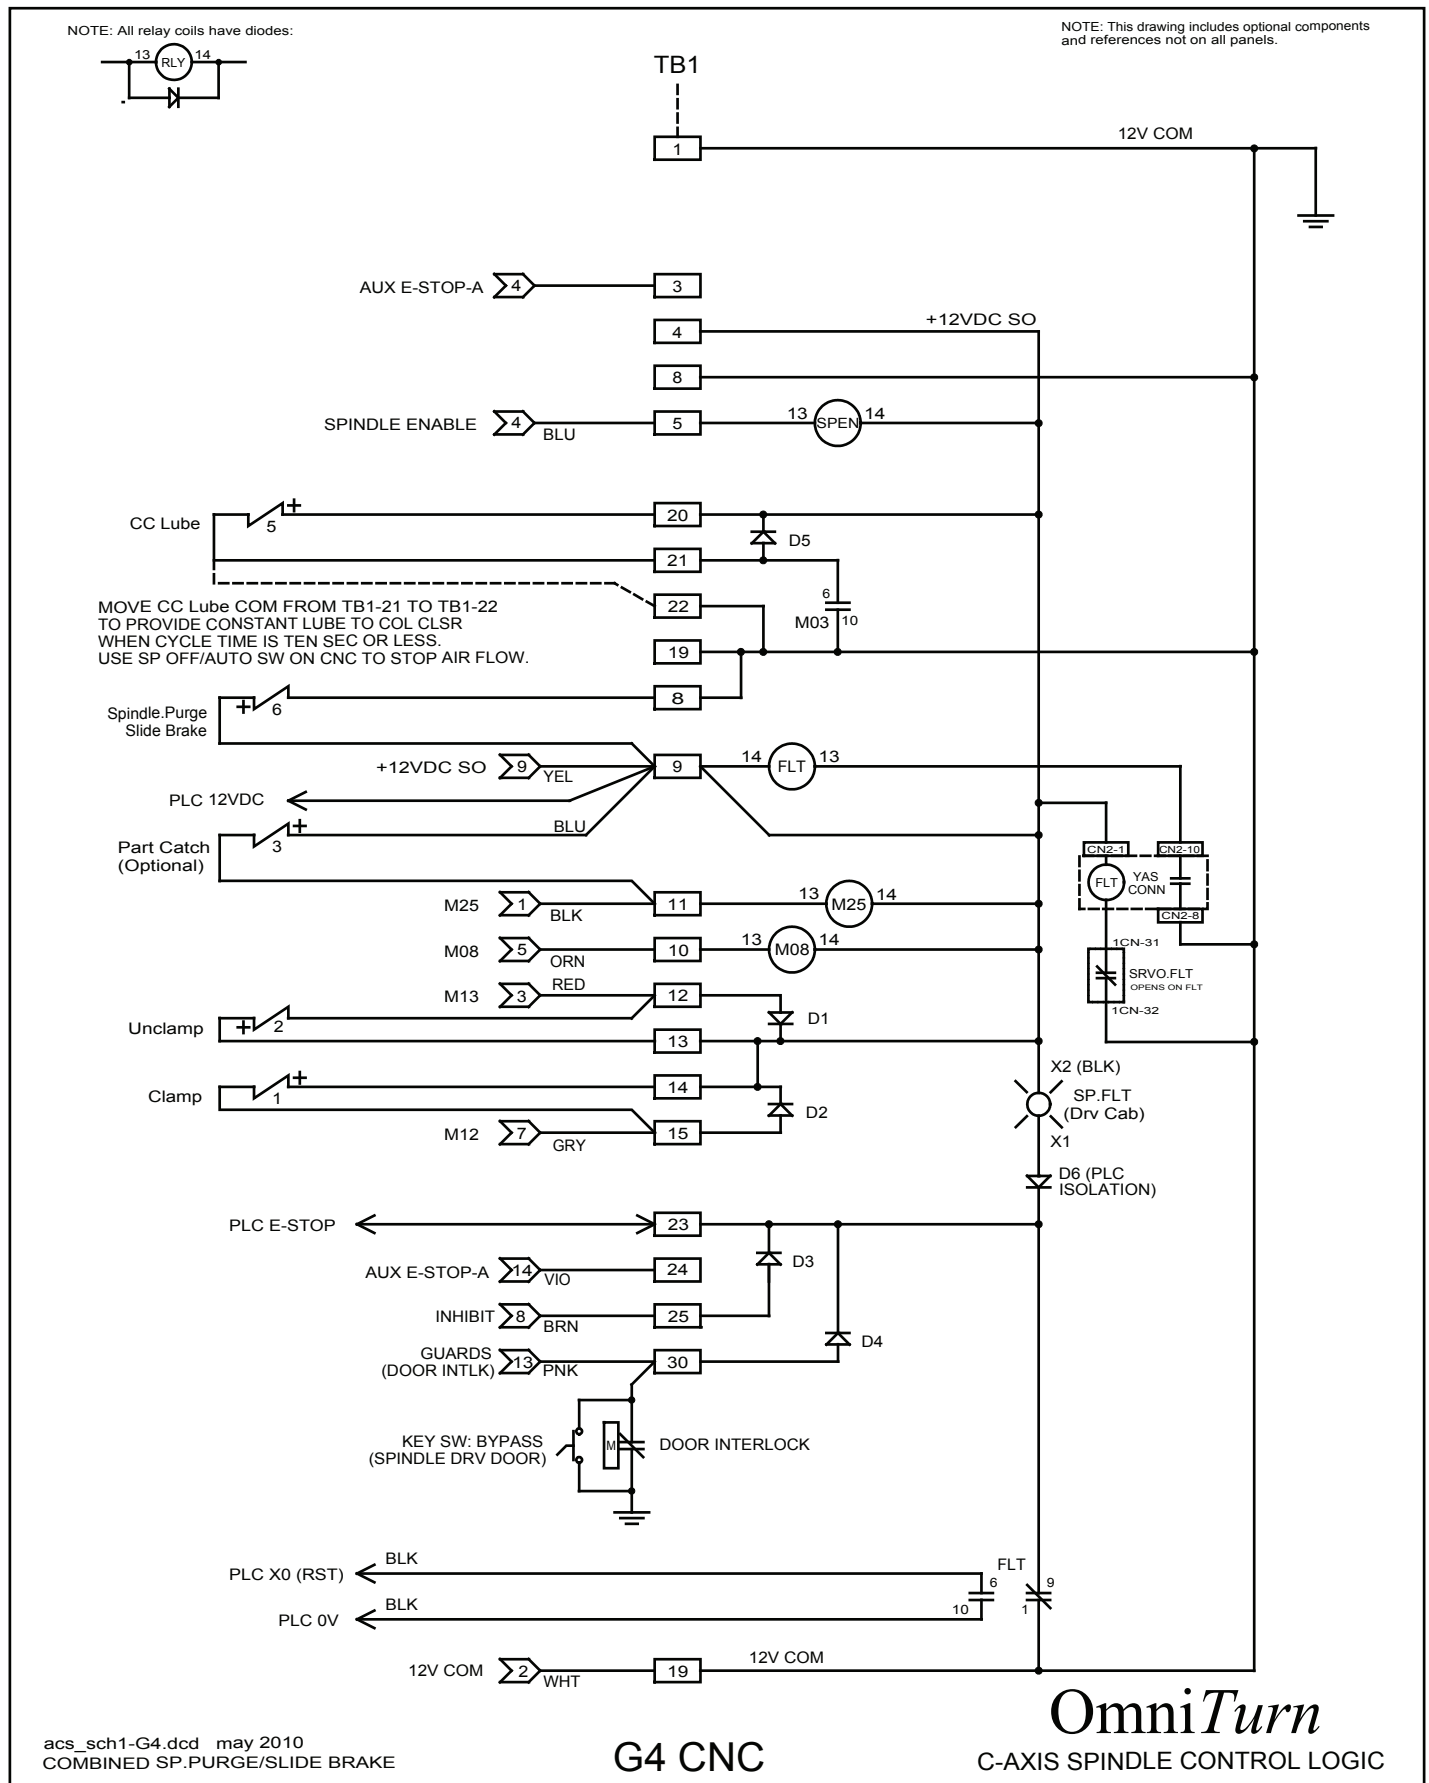 NOTE: All relay coils have diodes:
13 RLY 14
NOTE: This drawing includes optional components
and references not on all panels.
TB1
1
12V COM
AUX E-STOP-A 4
3
+12VDC SO
4
8
SPINDLE ENABLE 4 BLU
5
13 SPEN 14
CC Lube
5 +
20
D5
21
6
M03 10
22
MOVE CC Lube COM FROM TB1-21 TO TB1-22
TO PROVIDE CONSTANT LUBE TO COL CLSR
WHEN CYCLE TIME IS TEN SEC OR LESS.
USE SP OFF/AUTO SW ON CNC TO STOP AIR FLOW.
19
Spindle.Purge
Slide Brake
+ 6
8
+12VDC SO 9 YEL
9
14 FLT 13
PLC 12VDC
BLU
Part Catch
(Optional)
3 +
CN2-1
CN2-10
FLT
YAS
CONN
CN2-8
M25 1 BLK
11
13 M25 14
M08 5 ORN
10
13 M08 14
1CN-31
SRVO.FLT
OPENS ON FLT
1CN-32
M13 3 RED
12
D1
Unclamp
+ 2
13
Clamp
1 +
14
D2
M12 7 GRY
15
X2 (BLK)
SP.FLT
(Drv Cab)
X1
D6 (PLC
ISOLATION)
PLC E-STOP
23
D3
AUX E-STOP-A 14 VIO
24
INHIBIT 8 BRN
25
D4
GUARDS
(DOOR INTLK) 13 PNK
30
KEY SW: BYPASS
(SPINDLE DRV DOOR)
M
DOOR INTERLOCK
PLC X0 (RST)
BLK
FLT
6
9
10
1
PLC 0V
BLK
12V COM 2 WHT
19
12V COM
OmniTurn
acs_sch1-G4.dcd may 2010
COMBINED SP.PURGE/SLIDE BRAKE
G4 CNC
C-AXIS SPINDLE CONTROL LOGIC